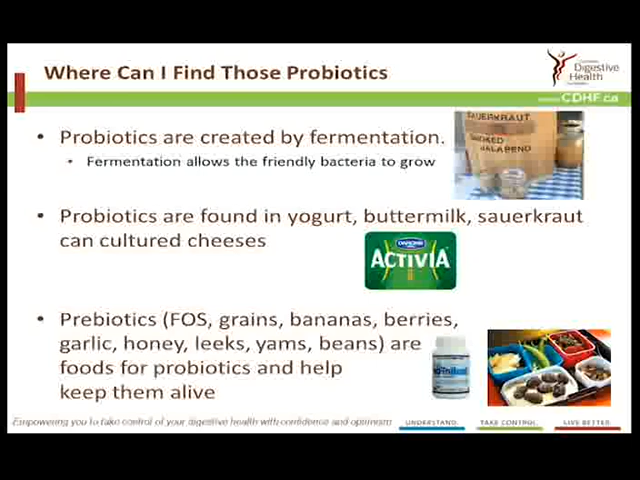 Where Can I Find Those Probiotics
Digestive
Health
CDHF.ca
• Probiotics are created by fermentation.
• Fermentation allows the friendly bacteria to grow
SAUERKRAUT
SMOKED
JALAPENO
• Probiotics are found in yogurt, buttermilk, sauerkraut
can cultured cheeses
DANONE
ACTIVIA
• Prebiotics (FOS, grains, bananas, berries,
garlic, honey, leeks, yams, beans) are
foods for probiotics and help
keep them alive
Empowering you to take control of your digestive health with confidence and optimism
UNDERSTAND.
TAKE CONTROL.
LIVE BETTER.